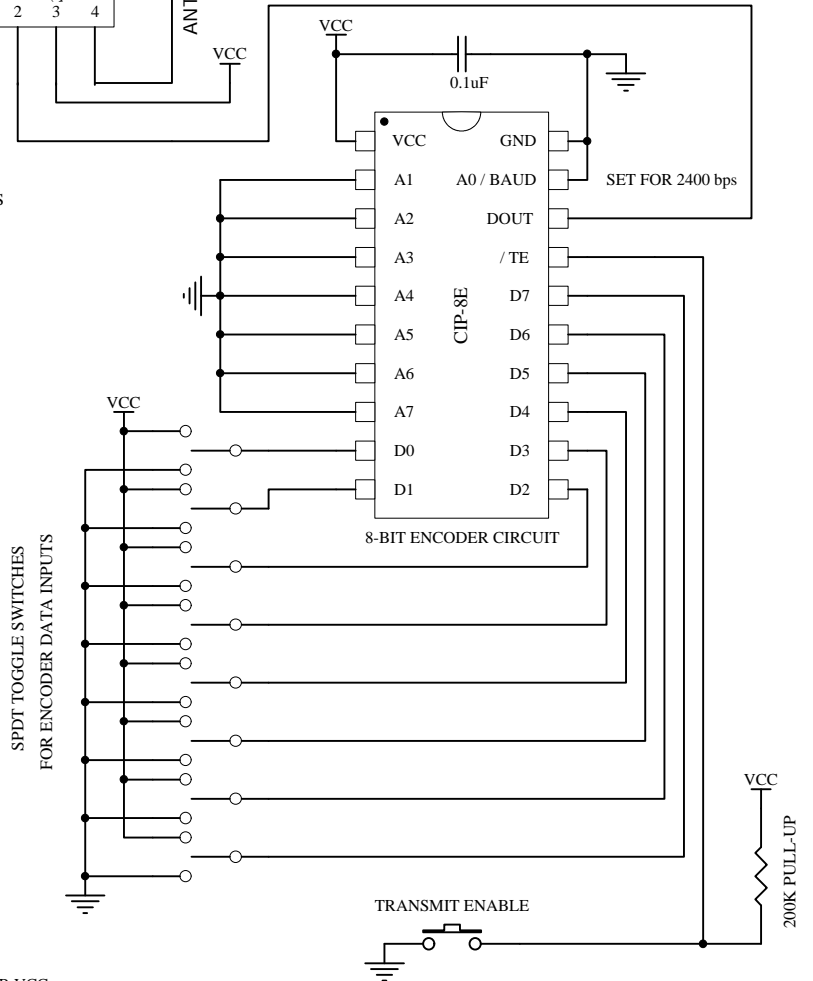 2 3 4
ANT
VCC
VCC
0.1uF
VCC
GND
A1
A0 / BAUD
SET FOR 2400 bps
A2
DOUT
A3
/ TE
A4
D7
CIP-8E
A5
D6
A6
D5
A7
D4
VCC
D0
D3
D1
D2
8-BIT ENCODER CIRCUIT
SPDT TOGGLE SWITCHES
FOR ENCODER DATA INPUTS
VCC
200K PULL-UP
TRANSMIT ENABLE
VCC